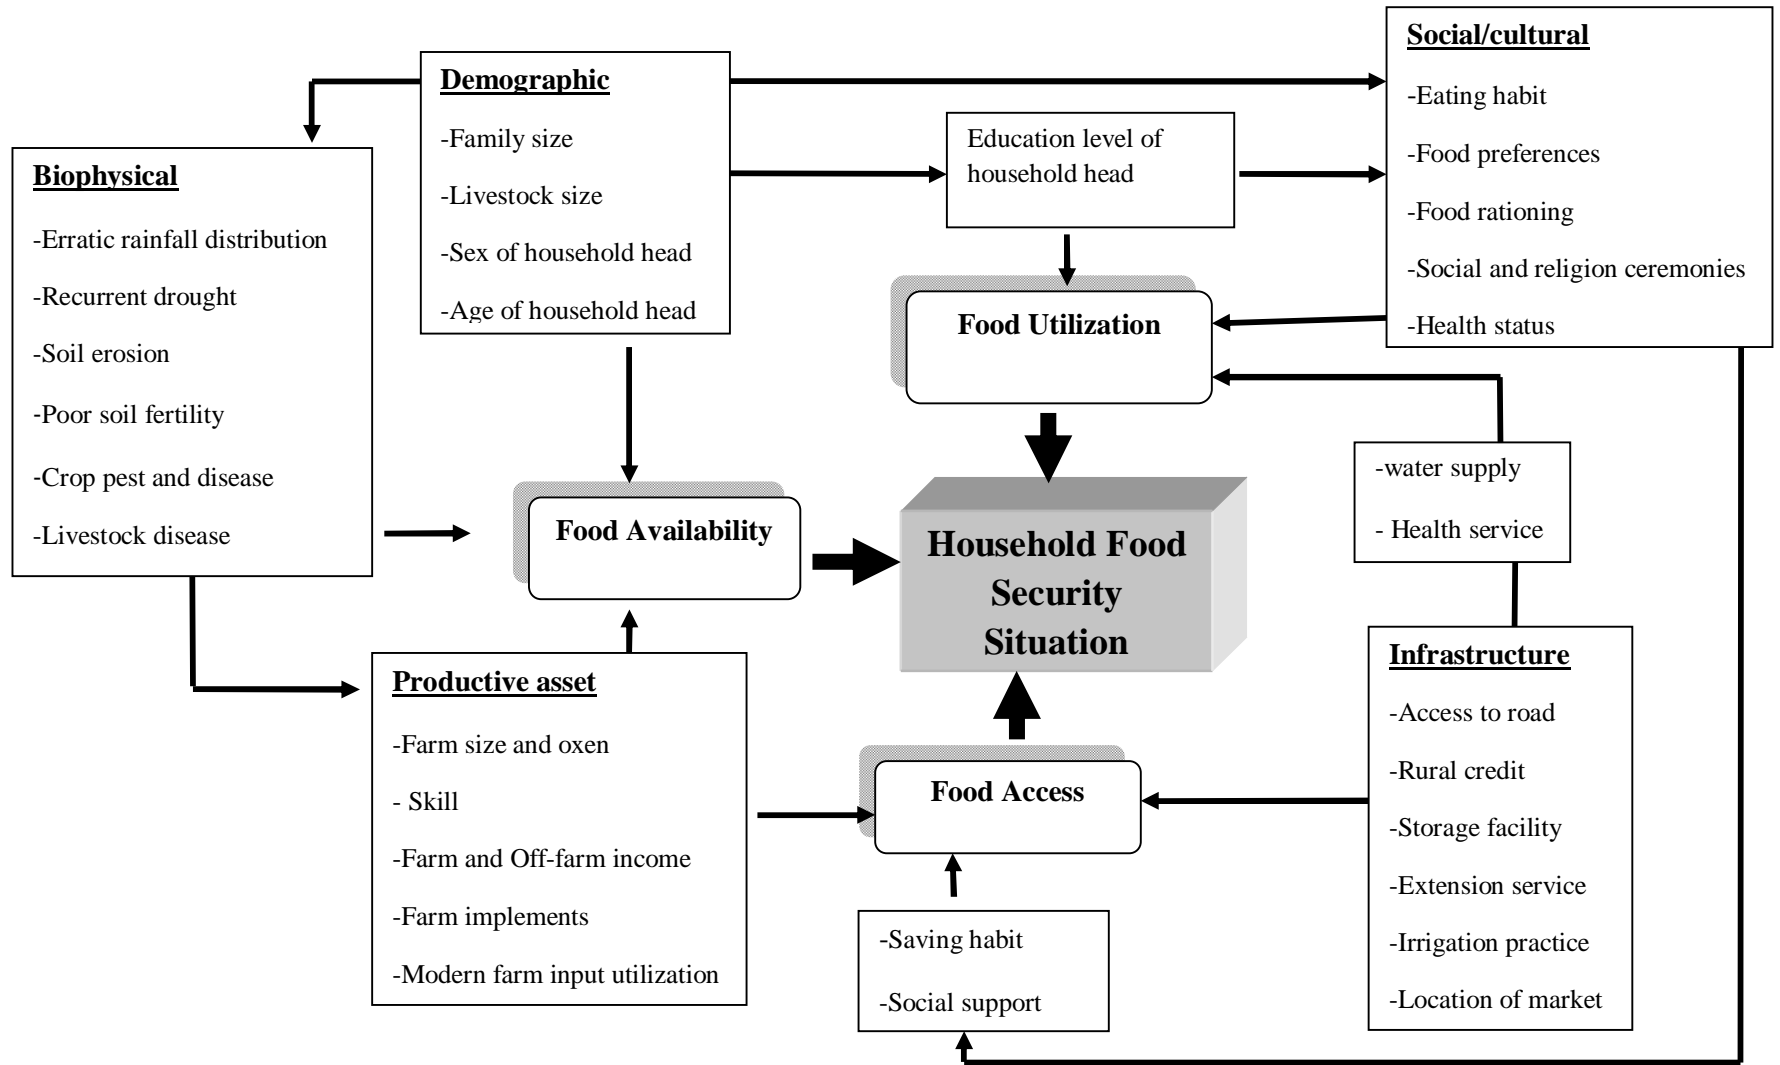 Social/cultural
-Eating habit
-Food preferences
-Food rationing
-Social and religion ceremonies
-Health status
Demographic
-Family size
-Livestock size
-Sex of household head
-Age of household head
Education level of
household head
Biophysical
-Erratic rainfall distribution
-Recurrent drought
-Soil erosion
-Poor soil fertility
-Crop pest and disease
-Livestock disease
Food Utilization
-water supply
- Health service
Food Availability
Household Food
Security
Situation
Infrastructure
-Access to road
-Rural credit
-Storage facility
-Extension service
-Irrigation practice
-Location of market
Productive asset
-Farm size and oxen
- Skill
-Farm and Off-farm income
-Farm implements
-Modern farm input utilization
Food Access
-Saving habit
-Social support